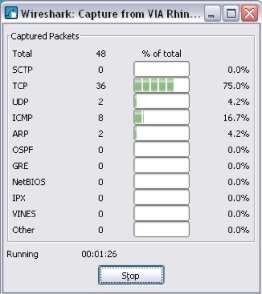 Wireshark: Capture from VIA Rhin...
Captured Packets
Total 48 % of total
SCTP 0 0.0%
TCP 36 75.0%
UDP 2 4.2%
ICMP 8 16.7%
ARP 2 4.2%
OSPF 0 0.0%
GRE 0 0.0%
NetBIOS 0 0.0%
IPX 0 0.0%
VINES 0 0.0%
Other 0 0.0%
Running 00:01:26
Stop